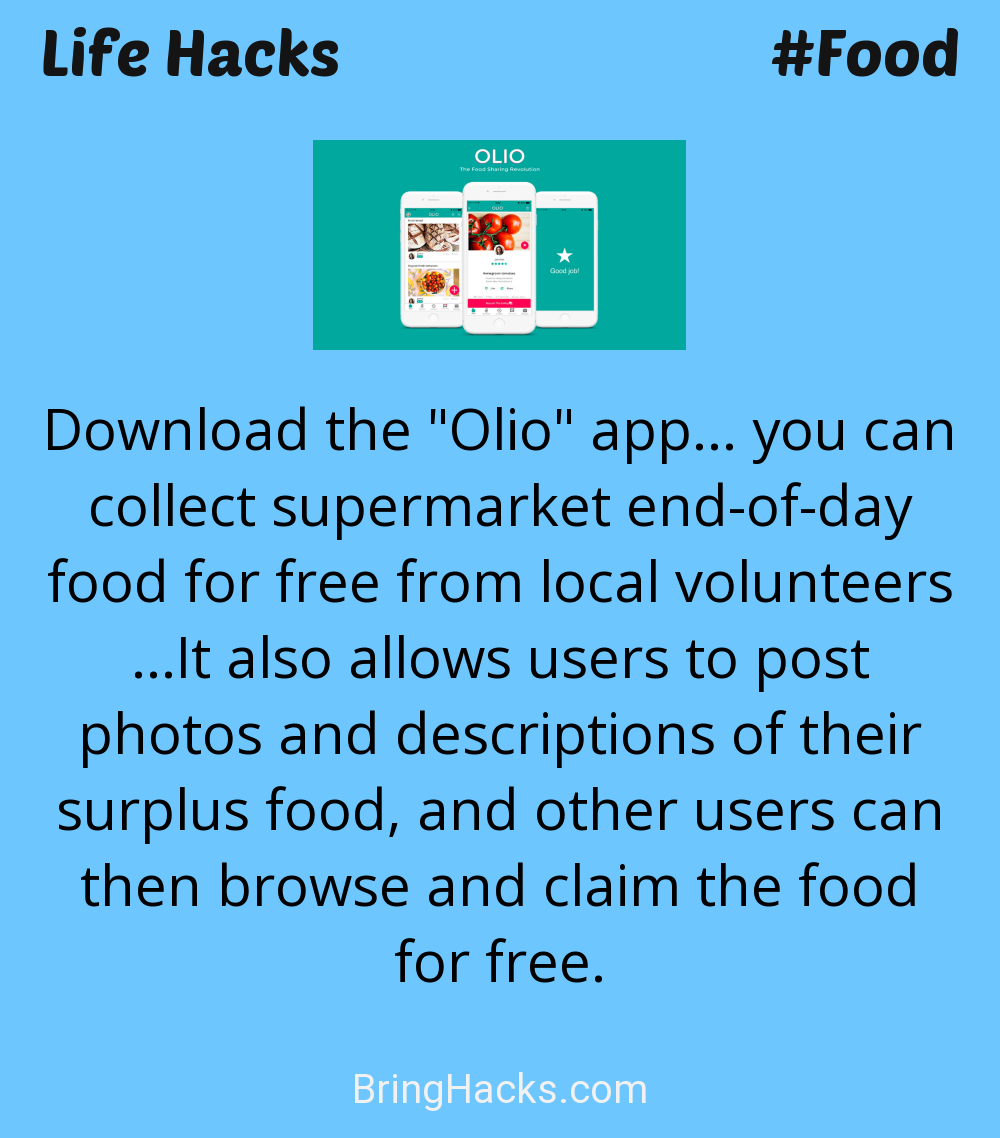 Life Hacks
#Food
OLIO
The Food Sharing Revolution
OLIO
OLIO
Good job!
Homegrown tomatoes
Download the "Olio" app... you can
collect supermarket end-of-day
food for free from local volunteers
...It also allows users to post
photos and descriptions of their
surplus food, and other users can
then browse and claim the food
for free.
BringHacks.com